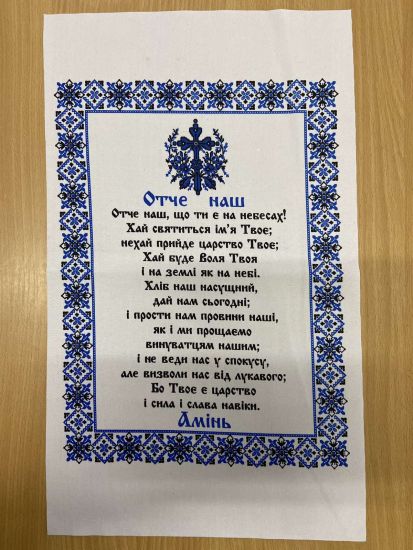 Отче наш
Отче наш, що ти є на небесах!
Хай святиться ім'я Твоє;
нехай прийде царство Твоє;
Хай буде Воля Твоя
і на землі як на небі.
Хліб наш насущний,
дай нам сьогодні;
і прости нам провини наші,
як і ми прощаємо
винуватцям нашим;
і не веди нас у спокусу,
але визволи нас від лукавого;
Бо Твоє є царство
і сила і слава навіки.
Амінь